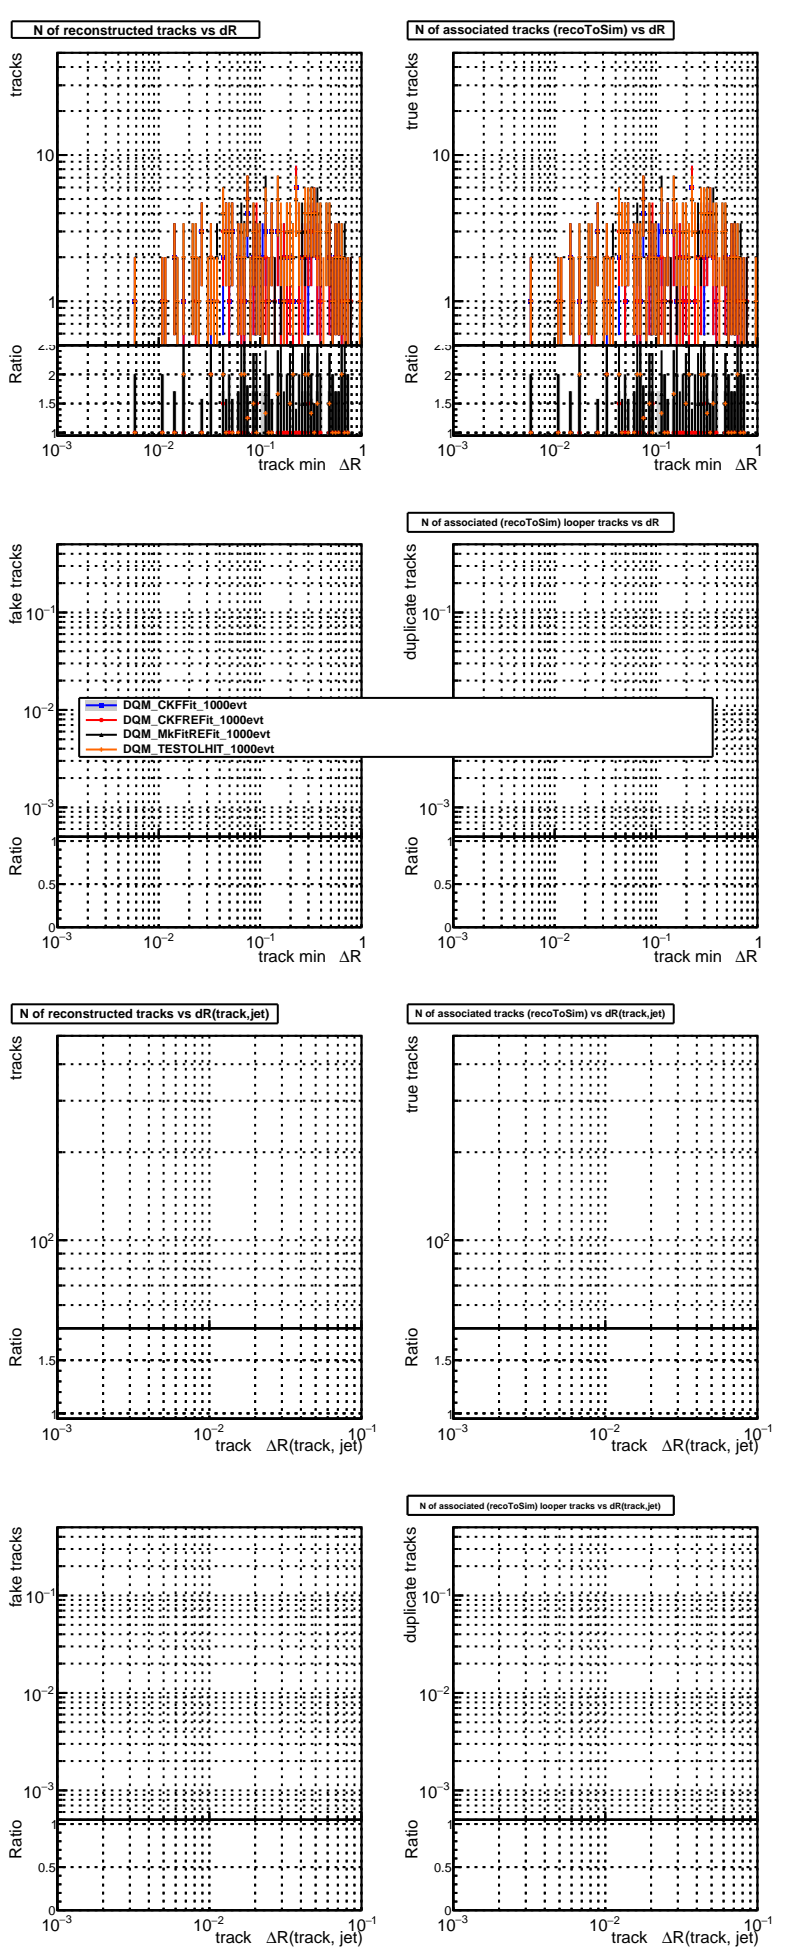 N of reconstructed tracks vs dR
N of associated tracks (recoToSim) vs dR
tracks
10
1
Ratio
2.5
2
1.5
1
10⁻³ 10⁻² 10⁻¹ 1
track min ΔR
true tracks
10
1
Ratio
2.5
2
1.5
1
10⁻³ 10⁻² 10⁻¹ 1
track min ΔR
N of associated (recoToSim) looper tracks vs dR
fake tracks
10⁻¹
10⁻²
10⁻³
Ratio
1
0.5
0
10⁻³ 10⁻² 10⁻¹ 1
track min ΔR
duplicate tracks
10⁻¹
10⁻³
Ratio
1
0.5
0
10⁻³ 10⁻² 10⁻¹ 1
track min ΔR
DQM_CKFFit_1000evt
DQM_CKFREFit_1000evt
DQM_MkFitREFit_1000evt
DQM_TESTOLHIT_1000evt
N of reconstructed tracks vs dR(track,jet)
N of associated tracks (recoToSim) vs dR(track,jet)
tracks
10²
Ratio
1.5
1
10⁻³ 10⁻² 10⁻¹
track ΔR(track, jet)
true tracks
10²
Ratio
1.5
1
10⁻³ 10⁻² 10⁻¹
track ΔR(track, jet)
N of associated (recoToSim) looper tracks vs dR(track,jet)
fake tracks
10⁻¹
10⁻²
10⁻³
Ratio
1
0.5
0
10⁻³ 10⁻² 10⁻¹
track ΔR(track, jet)
duplicate tracks
10⁻¹
10⁻²
10⁻³
Ratio
1
0.5
0
10⁻³ 10⁻² 10⁻¹
track ΔR(track, jet)